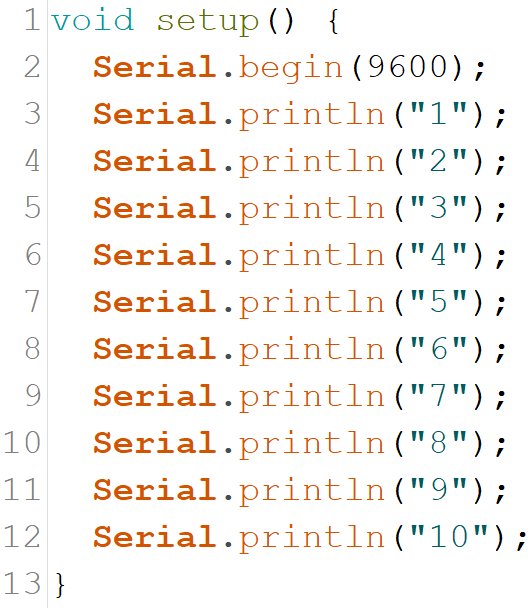 1 void setup() {
2   Serial.begin(9600);
3   Serial.println("1");
4   Serial.println("2");
5   Serial.println("3");
6   Serial.println("4");
7   Serial.println("5");
8   Serial.println("6");
9   Serial.println("7");
10   Serial.println("8");
11   Serial.println("9");
12   Serial.println("10");
13 }